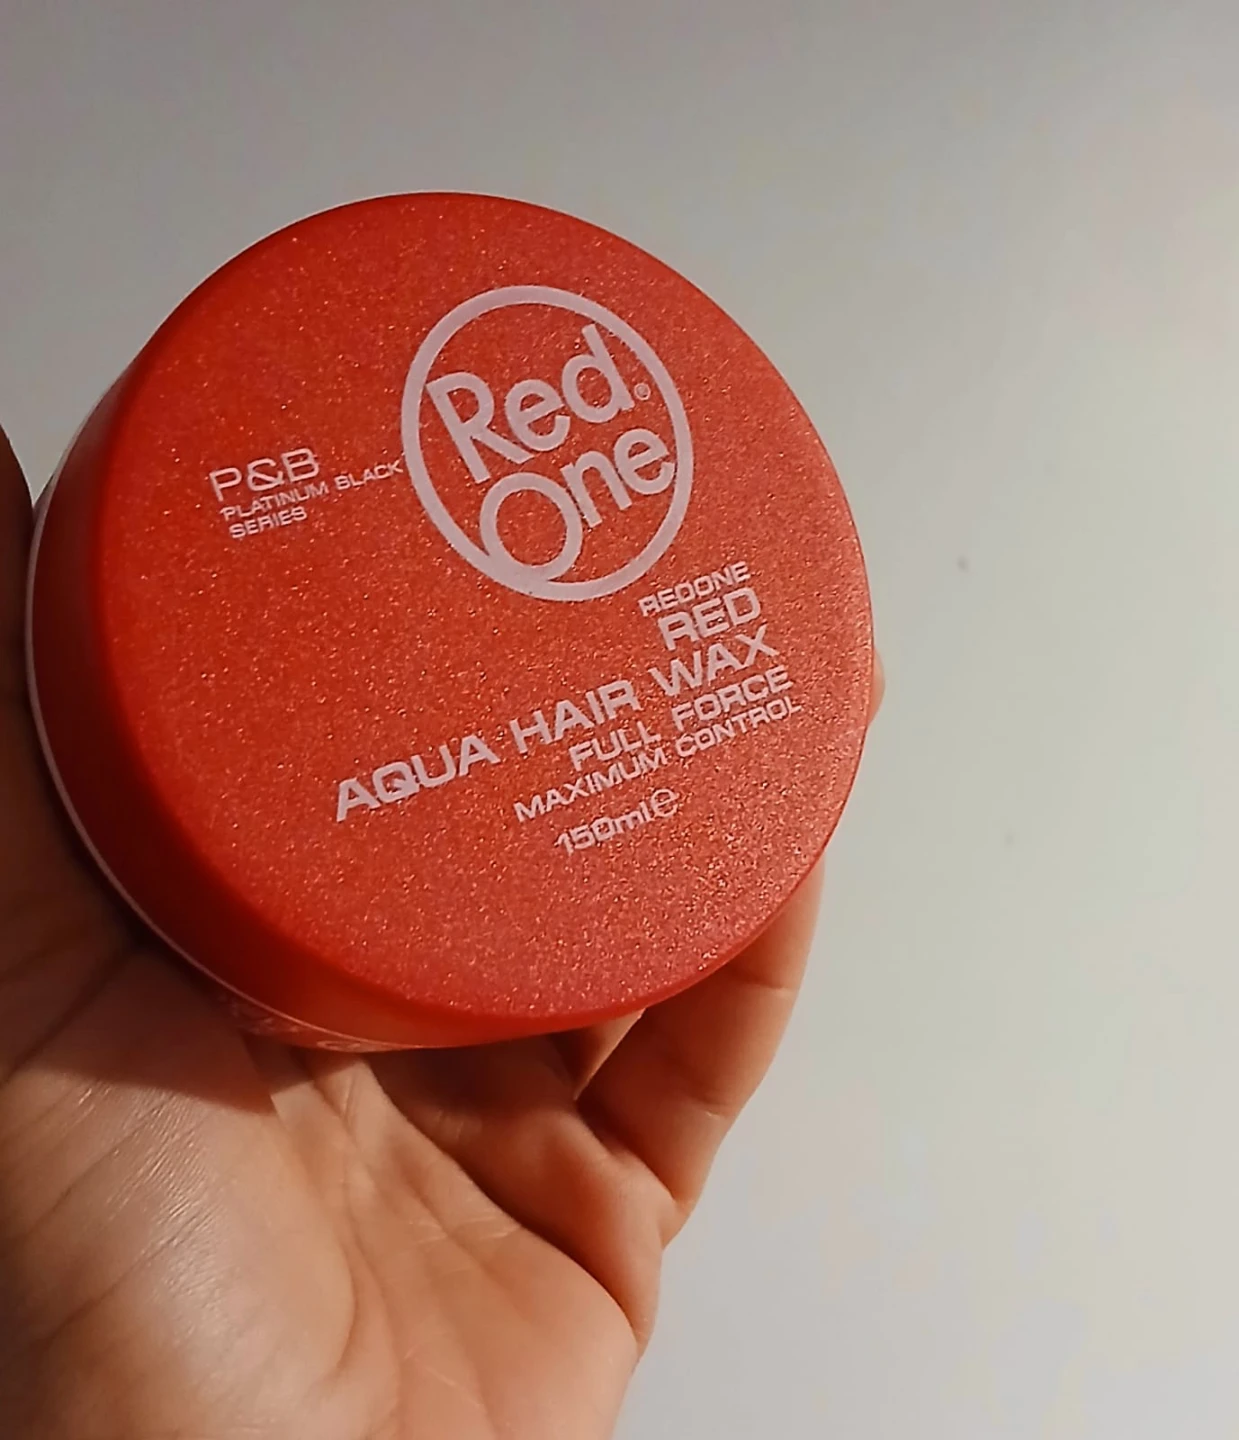 Red®
One
P&B
PLATINUM BLACK
SERIES
REDONE
RED
AQUA HAIR WAX
FULL FORCE
MAXIMUM CONTROL
150ml℮